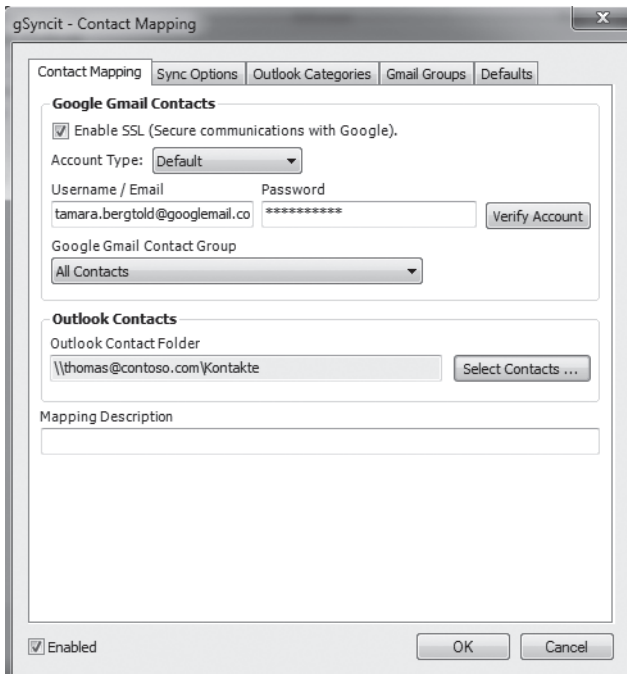 gSyncit - Contact Mapping
Contact Mapping Sync Options Outlook Categories Gmail Groups Defaults
Google Gmail Contacts
Enable SSL (Secure communications with Google).
Account Type: Default
Username / Email Password
tamara.bergtold@googlemail.co ********** Verify Account
Google Gmail Contact Group
All Contacts
Outlook Contacts
Outlook Contact Folder
\\thomas@contoso.com\Kontakte Select Contacts ...
Mapping Description
Enabled OK Cancel